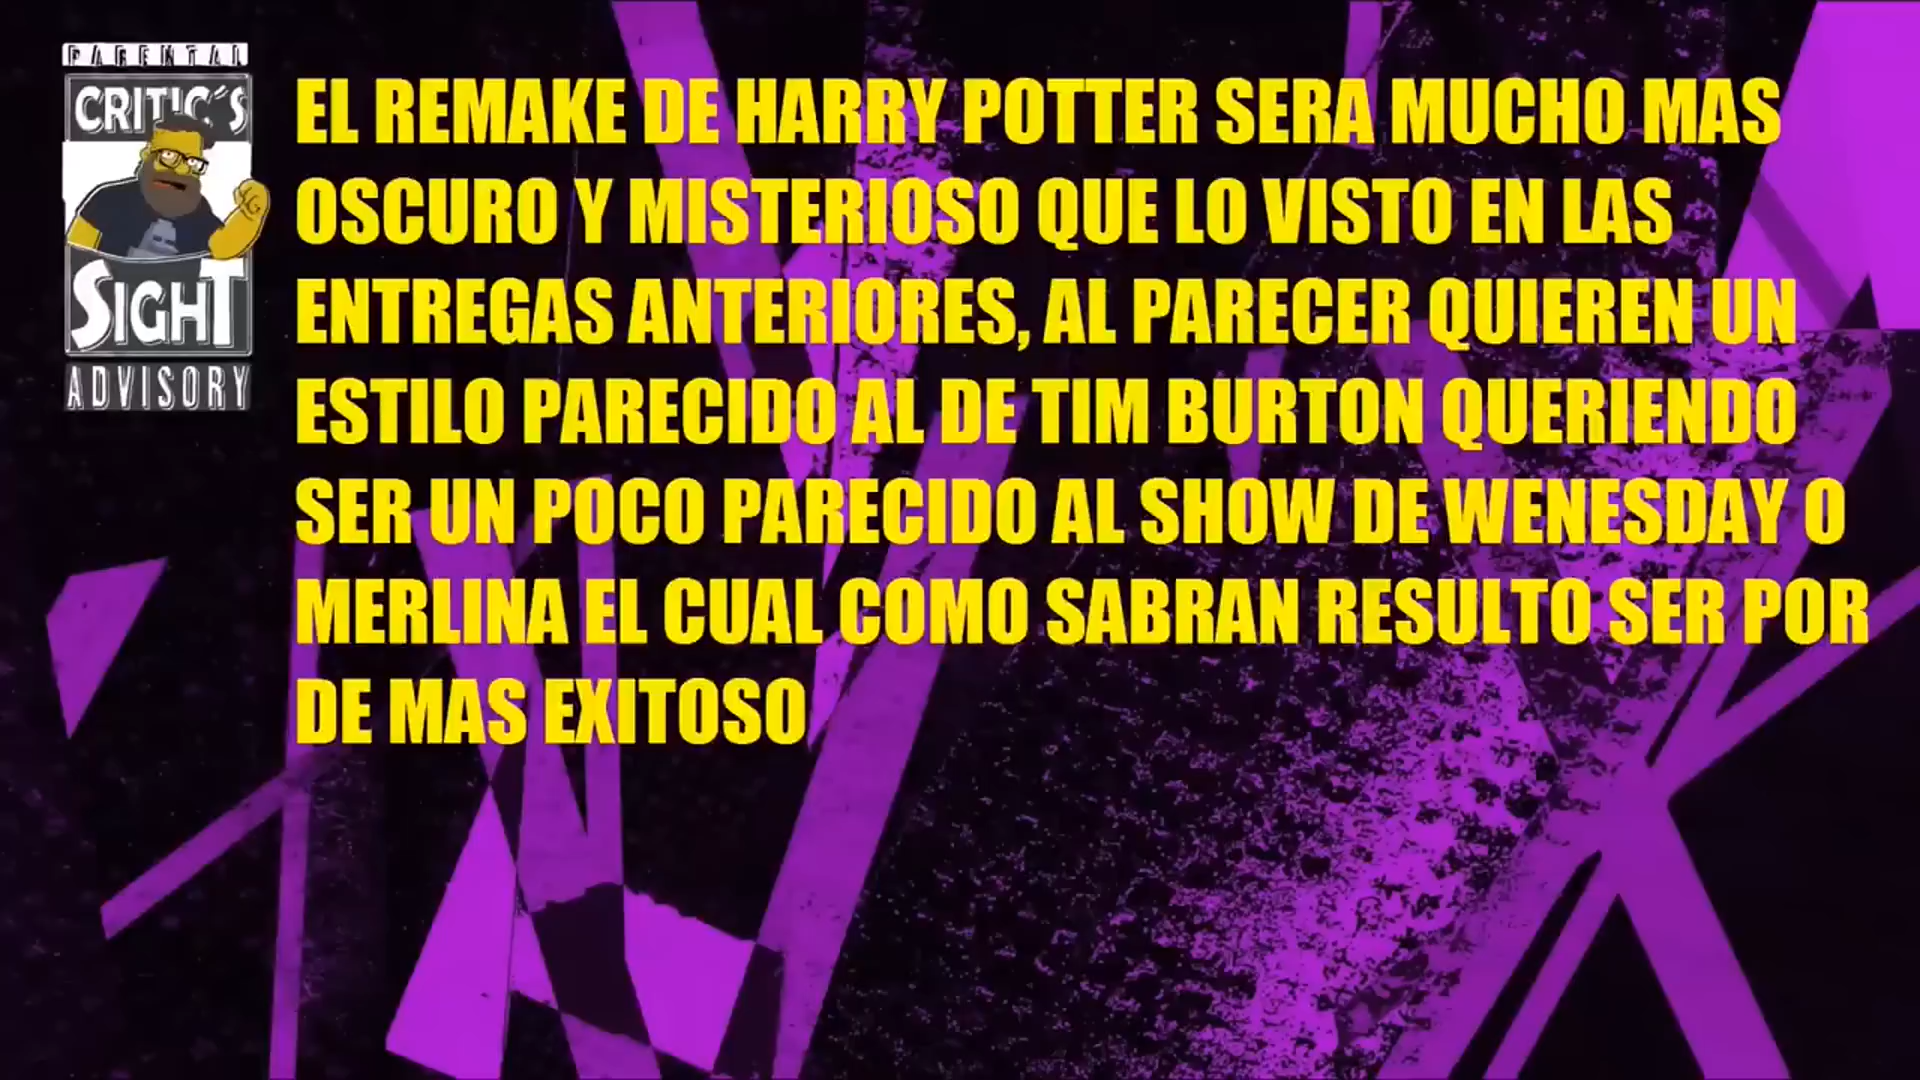 PARENTAL
CRITIC´S
SIGHT
ADVISORY
EL REMAKE DE HARRY POTTER SERA MUCHO MAS
OSCURO Y MISTERIOSO QUE LO VISTO EN LAS
ENTREGAS ANTERIORES, AL PARECER QUIEREN UN
ESTILO PARECIDO AL DE TIM BURTON QUERIENDO
SER UN POCO PARECIDO AL SHOW DE WENESDAY O
MERLINA EL CUAL COMO SABRAN RESULTO SER POR
DE MAS EXITOSO